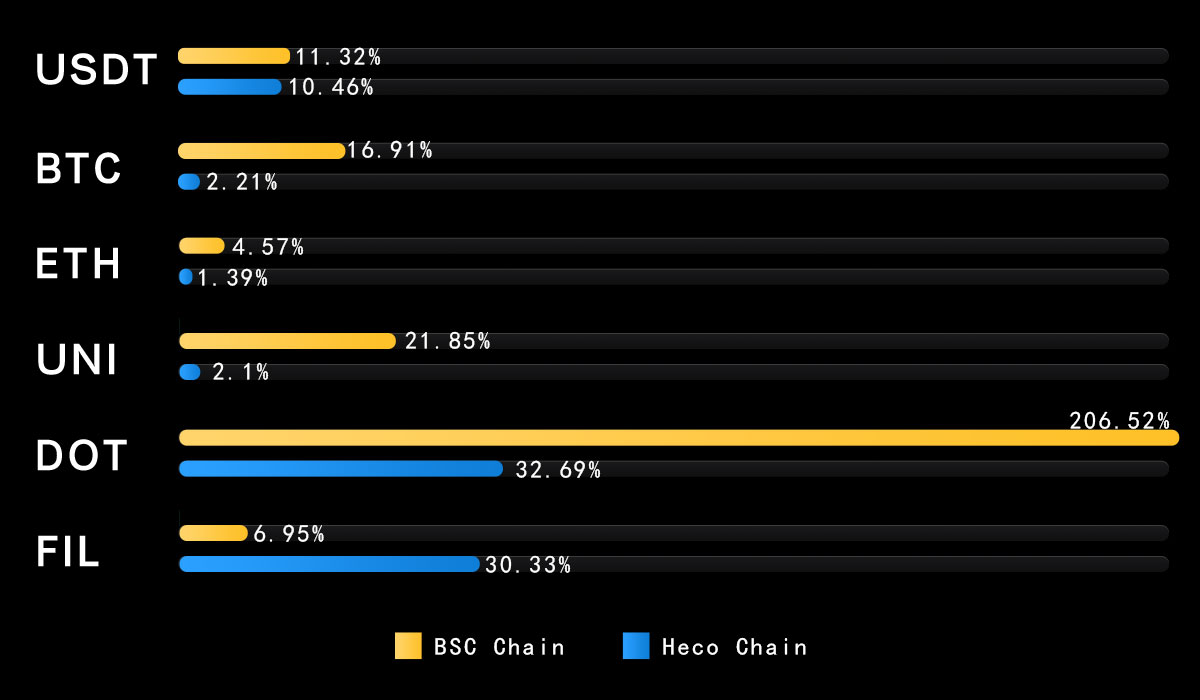 USDT
11.32%
10.46%
BTC
16.91%
2.21%
ETH
4.57%
1.39%
UNI
21.85%
2.1%
DOT
206.52%
32.69%
FIL
6.95%
30.33%
BSC Chain Heco Chain